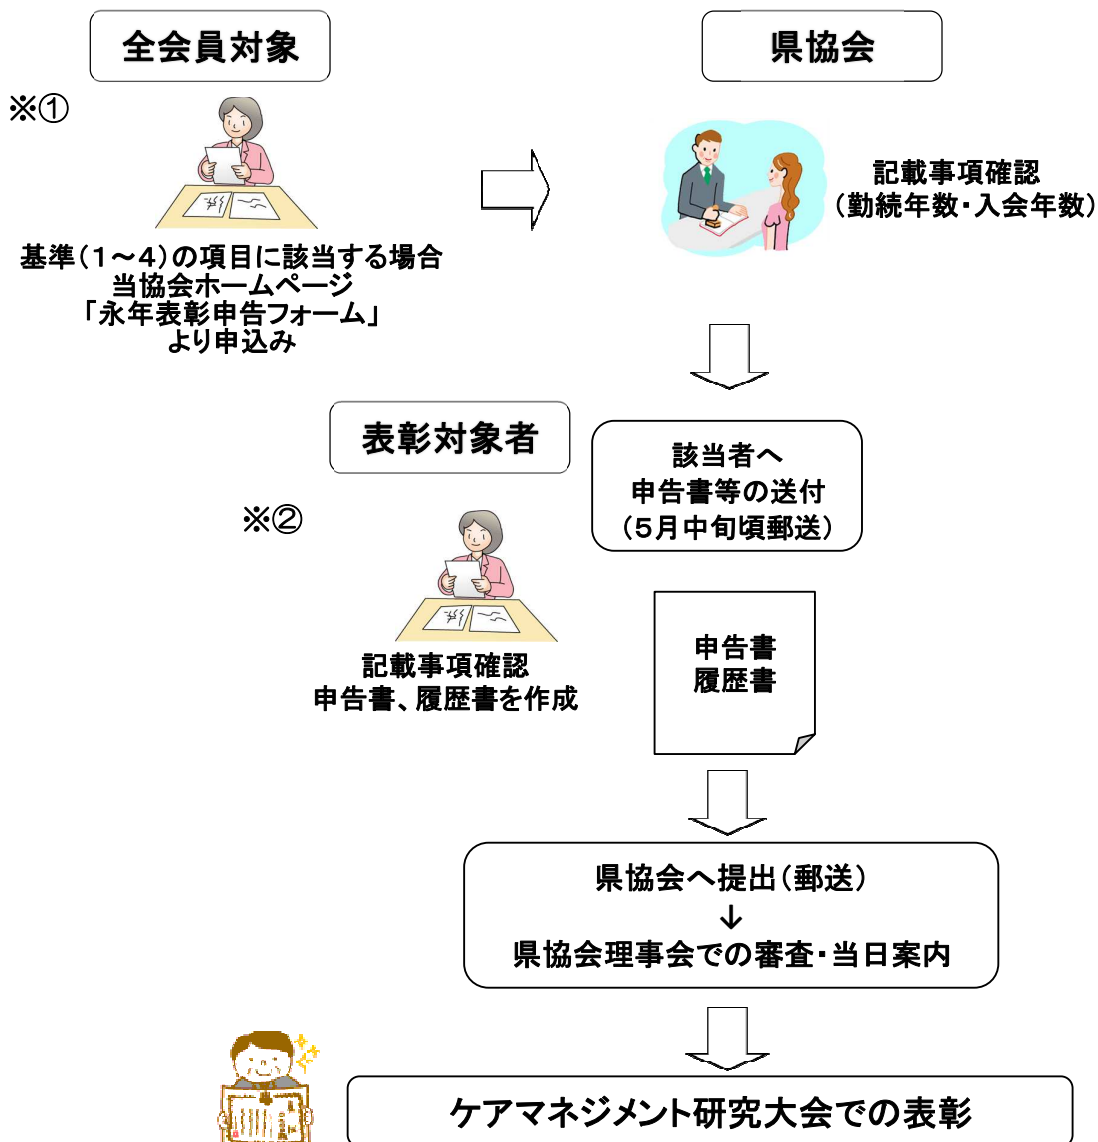 全会員対象
県協会
※①
記載事項確認
（勤続年数・入会年数）
基準（１～４）の項目に該当する場合
当協会ホームページ
「永年表彰申告フォーム」
より申込み
表彰対象者
該当者へ
申告書等の送付
（５月中旬頃郵送）
※②
記載事項確認
申告書、履歴書を作成
申告書
履歴書
県協会へ提出（郵送）
↓
県協会理事会での審査・当日案内
ケアマネジメント研究大会での表彰